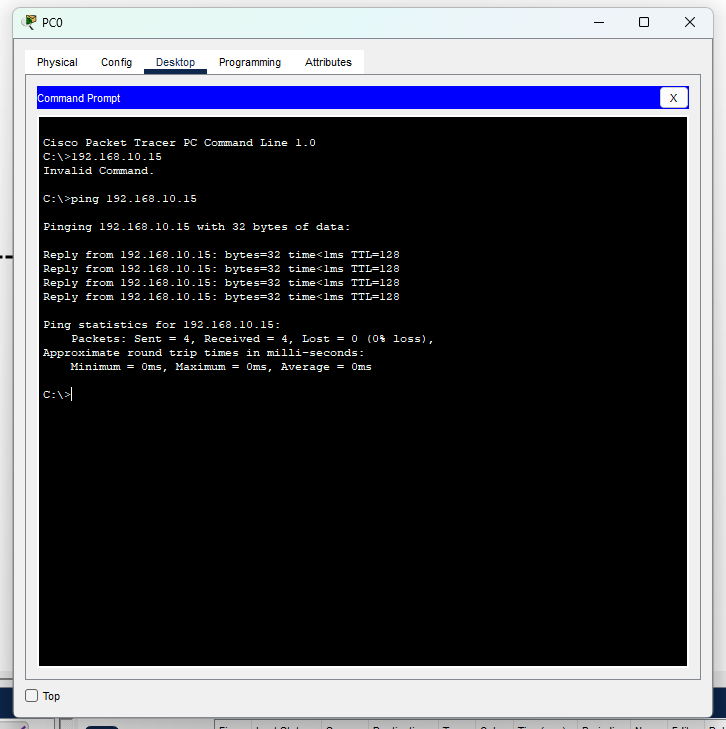 PC0
Physical Config Desktop Programming Attributes
Command Prompt X
Cisco Packet Tracer PC Command Line 1.0
C:\>192.168.10.15
Invalid Command.
C:\>ping 192.168.10.15
Pinging 192.168.10.15 with 32 bytes of data:
Reply from 192.168.10.15: bytes=32 time<1ms TTL=128
Reply from 192.168.10.15: bytes=32 time<1ms TTL=128
Reply from 192.168.10.15: bytes=32 time<1ms TTL=128
Reply from 192.168.10.15: bytes=32 time<1ms TTL=128
Ping statistics for 192.168.10.15:
Packets: Sent = 4, Received = 4, Lost = 0 (0% loss),
Approximate round trip times in milli-seconds:
Minimum = 0ms, Maximum = 0ms, Average = 0ms
C:\>
Top